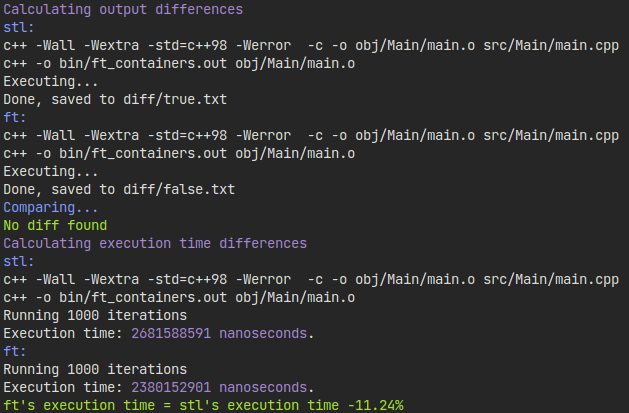 Calculating output differences
stl:
c++ -Wall -Wextra -std=c++98 -Werror  -c -o obj/Main/main.o src/Main/main.cpp
c++ -o bin/ft_containers.out obj/Main/main.o
Executing...
Done, saved to diff/true.txt
ft:
c++ -Wall -Wextra -std=c++98 -Werror  -c -o obj/Main/main.o src/Main/main.cpp
c++ -o bin/ft_containers.out obj/Main/main.o
Executing...
Done, saved to diff/false.txt
Comparing...
No diff found
Calculating execution time differences
stl:
c++ -Wall -Wextra -std=c++98 -Werror  -c -o obj/Main/main.o src/Main/main.cpp
c++ -o bin/ft_containers.out obj/Main/main.o
Running 1000 iterations
Execution time: 2681588591 nanoseconds.
ft:
Running 1000 iterations
Execution time: 2380152901 nanoseconds.
ft's execution time = stl's execution time -11.24%